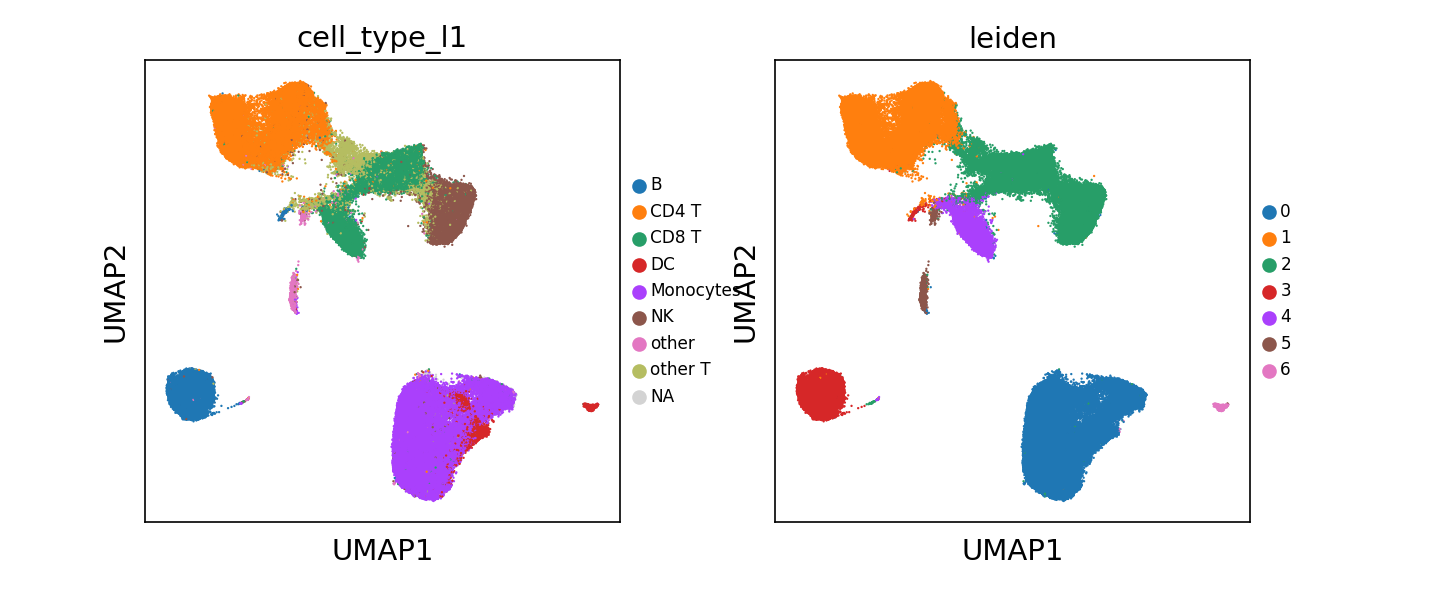 cell_type_l1
UMAP2
UMAP1
B
CD4 T
CD8 T
DC
Monocytes
NK
other
other T
NA
leiden
UMAP2
UMAP1
0
1
2
3
4
5
6